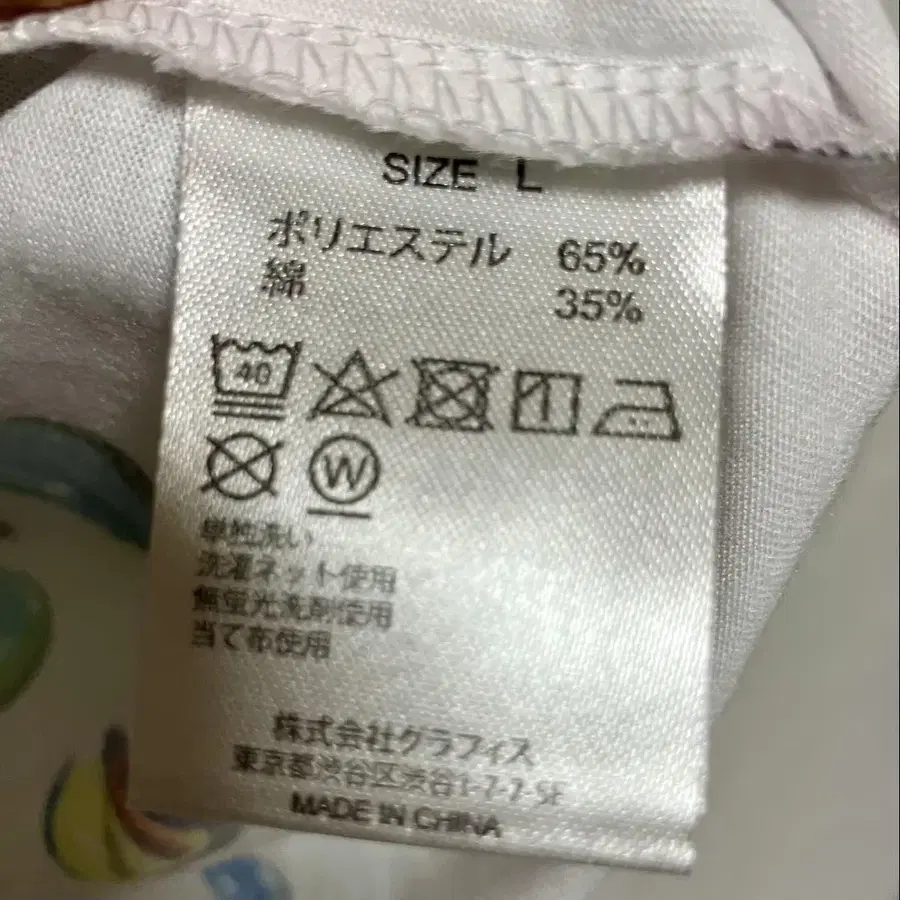 SIZE L
ポリエステル 65%
綿 35%
40
W
単独洗い
洗濯ネット使用
無蛍光洗剤使用
当て布使用
株式会社グラフィス
東京都渋谷区渋谷1-7-7-5F
MADE IN CHINA